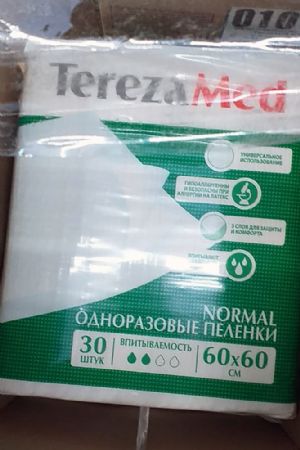 010
TerezaMed
УНИВЕРСАЛЬНОЕ
ИСПОЛЬЗОВАНИЕ
ГИПОАЛЛЕРГЕННЫ
И БЕЗОПАСНЫ ПРИ
АЛЛЕРГИИ НА ЛАТЕКС
3 СЛОЯ ДЛЯ ЗАЩИТЫ
И КОМФОРТА
ВПИТЫВАЮТ
NORMAL
ОДНОРАЗОВЫЕ ПЕЛЕНКИ
30
ШТУК
ВПИТЫВАЕМОСТЬ
60x60
СМ